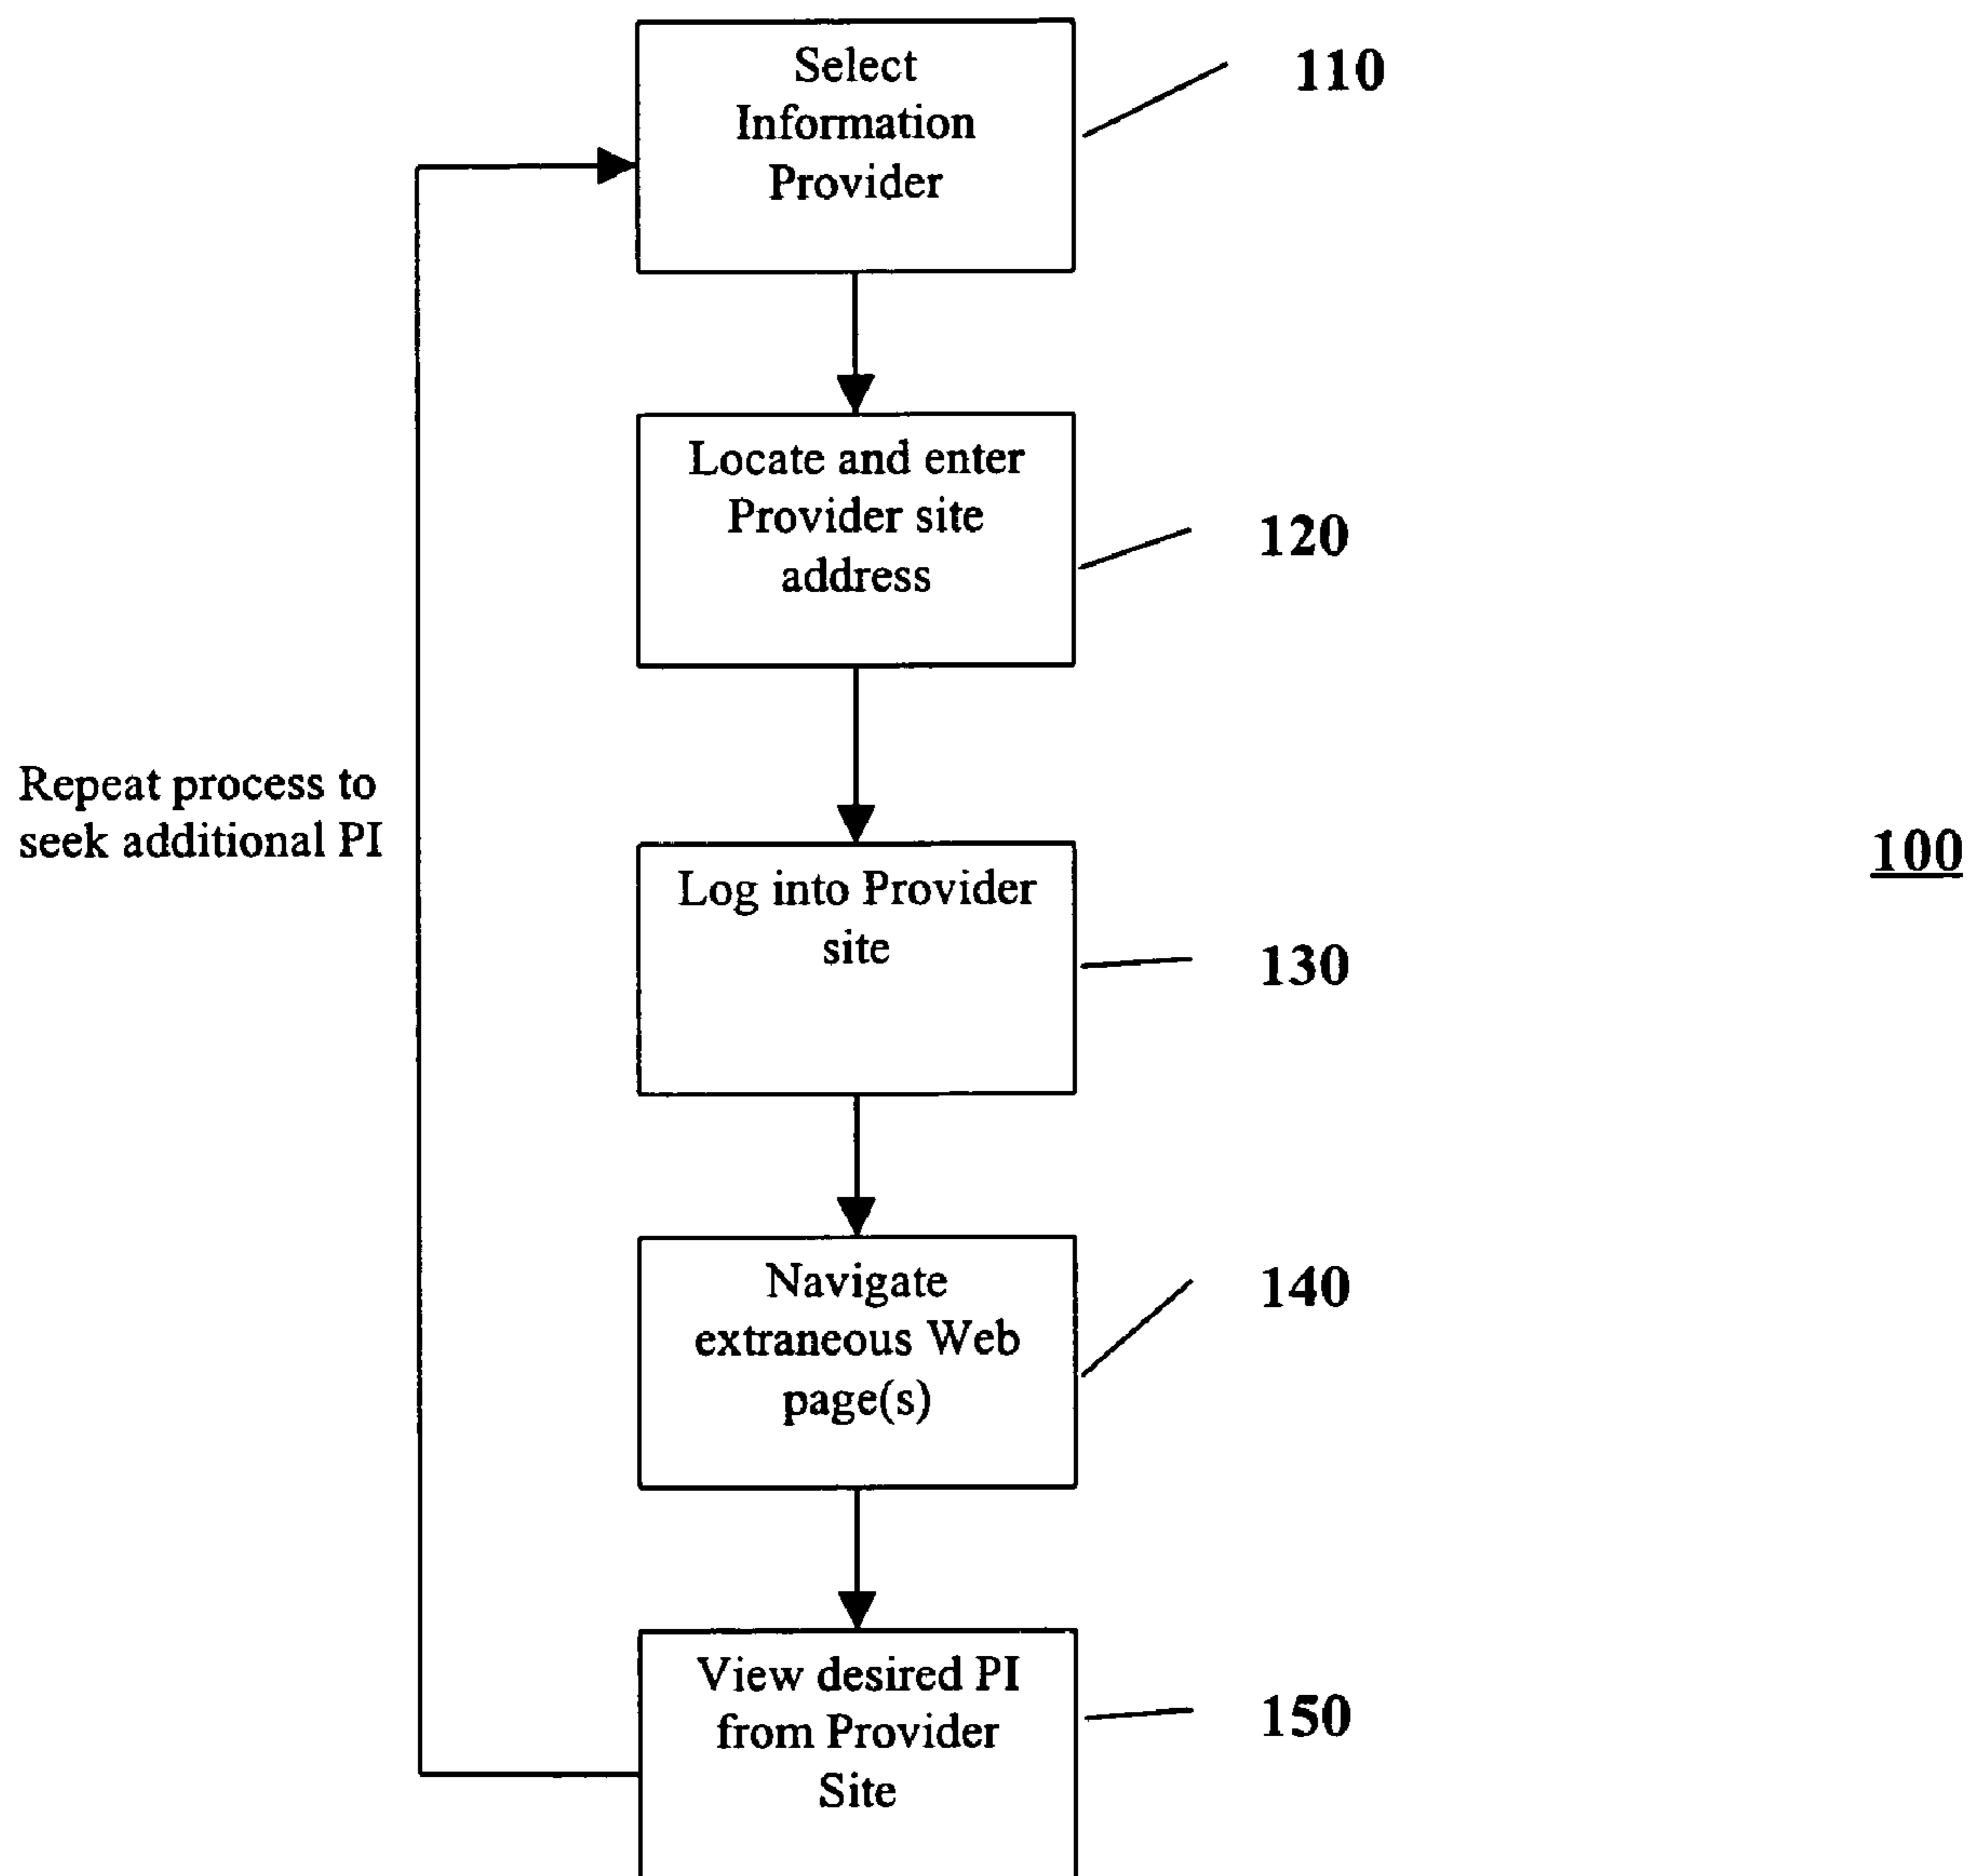 Select
Information
Provider
110
Locate and enter
Provider site
address
120
Repeat process to
seek additional PI
100
Log into Provider
site
130
Navigate
extraneous Web
page(s)
140
View desired PI
from Provider
Site
150